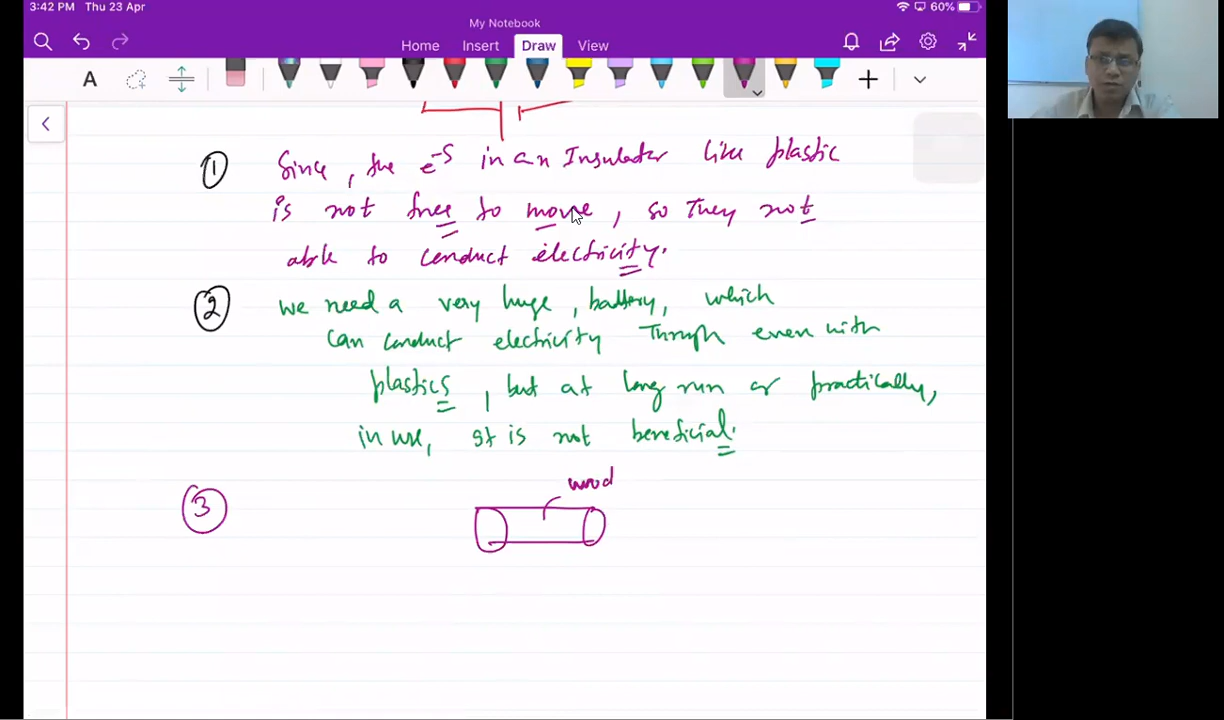 3:42 PM Thu 23 Apr
60%
My Notebook
Home Insert Draw View
A
1 Since, the e-s in an Insulator like plastic
is not free to move, so they not
able to conduct electricity.
2 we need a very huge, battery, which
can conduct electricity Through even with
plastics, but at long run or practically,
in use, It is not beneficial.
3
wood